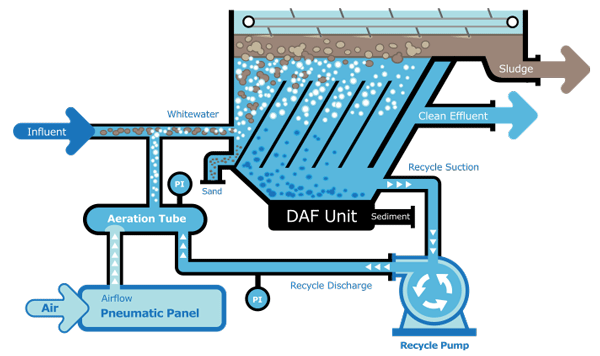 Sludge
Whitewater
Clean Effluent
Influent
Recycle Suction
PI
Sand
DAF Unit
Sediment
Aeration Tube
Recycle Discharge
PI
Airflow
Air
Pneumatic Panel
Recycle Pump